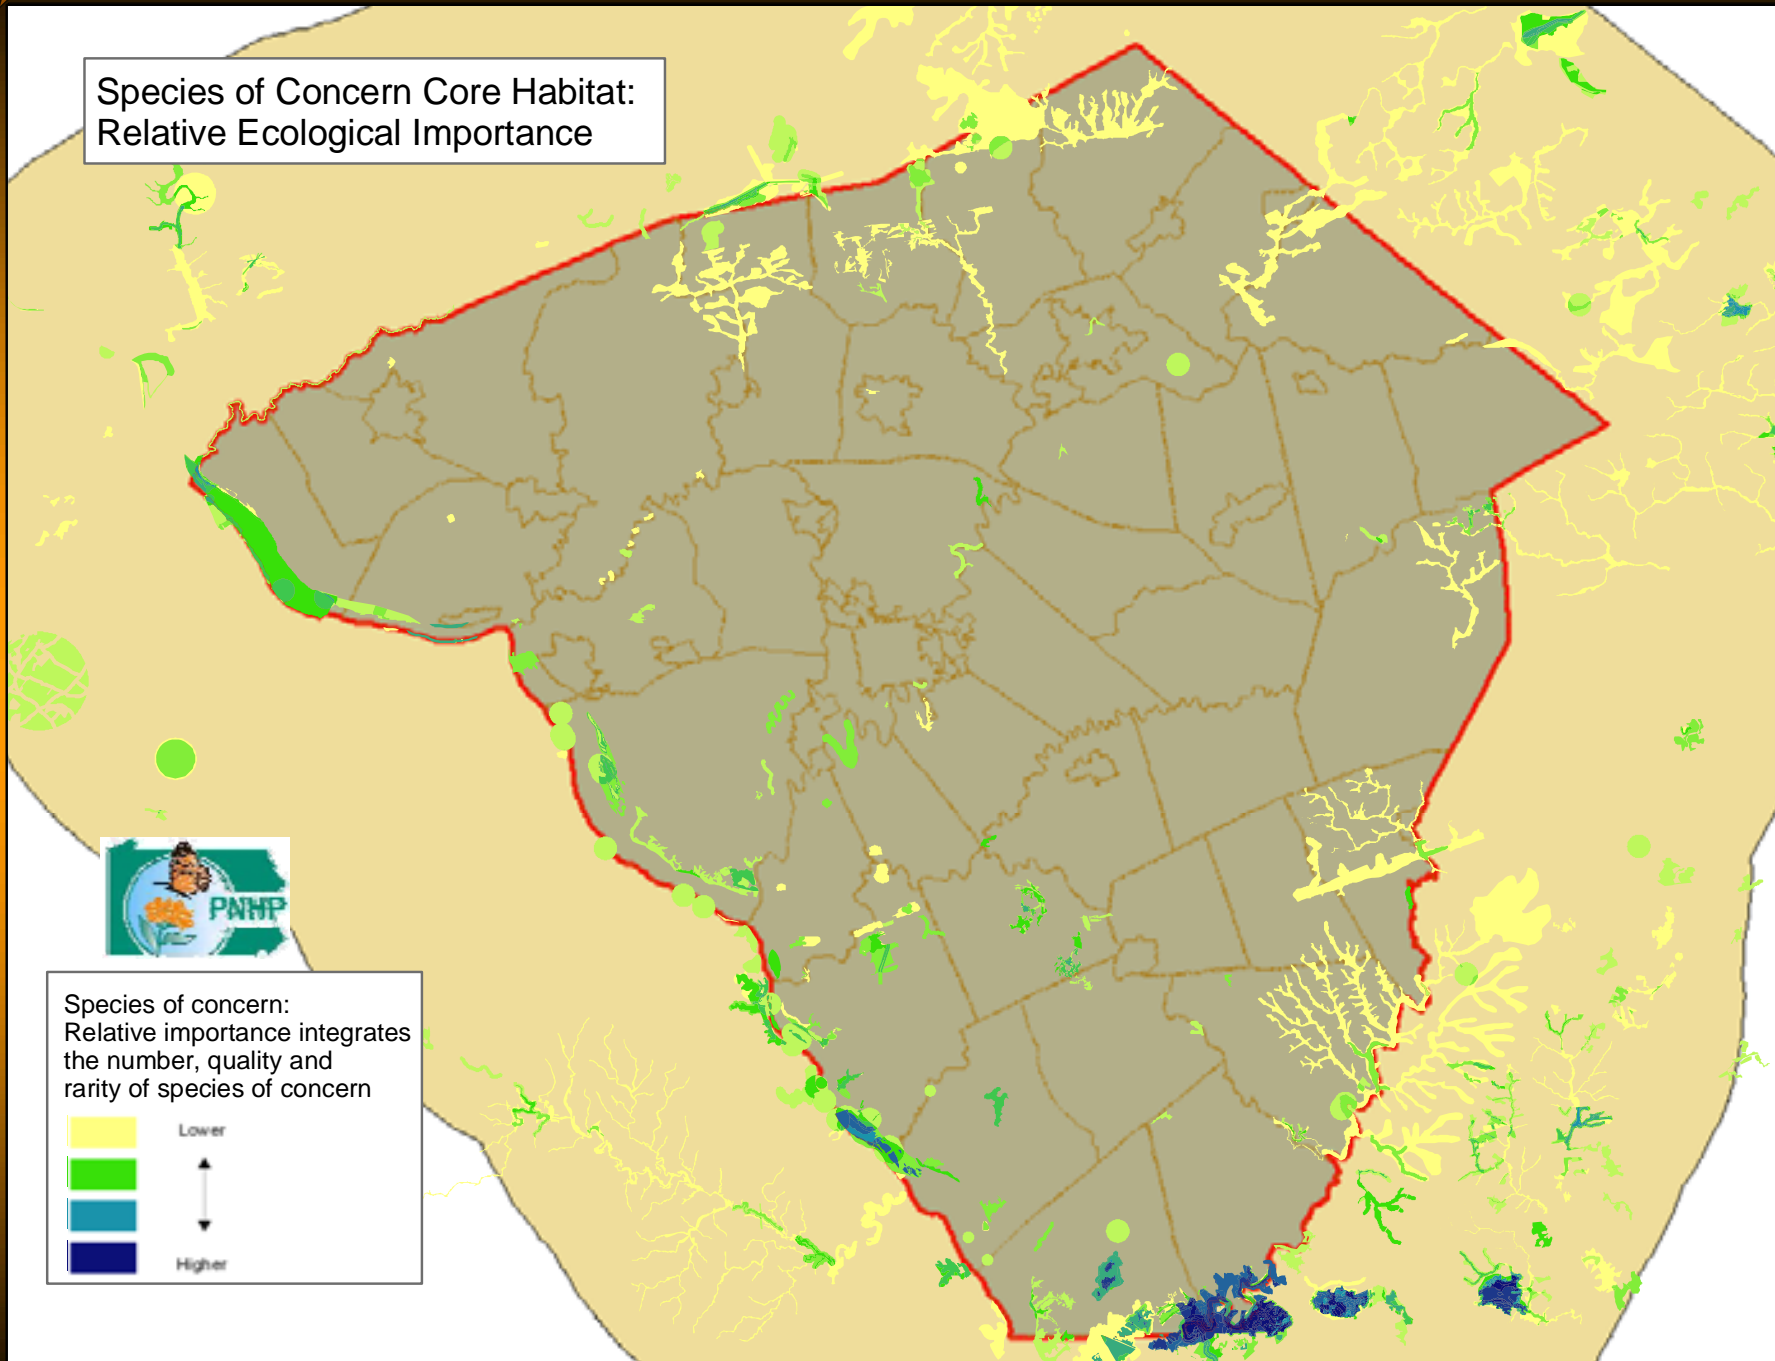 Species of Concern Core Habitat:
Relative Ecological Importance
PNHP
Species of concern:
Relative importance integrates
the number, quality and
rarity of species of concern
Lower
Higher